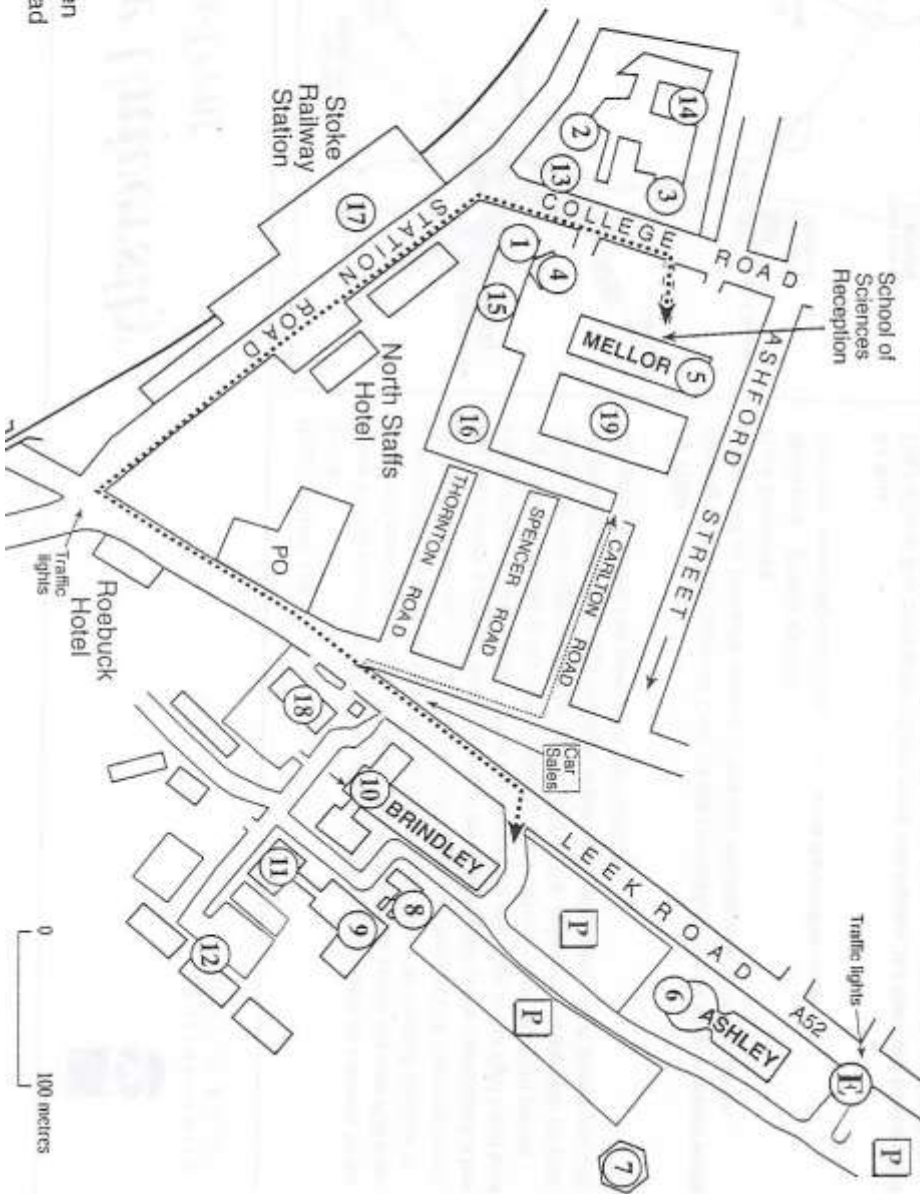 en
ad
Stoke
Railway
Station
14
2
13
3
17
STATION
ROAD
COLLEGE
ROAD
School of
Sciences
Reception
1
4
15
MELLOR
5
19
16
ASHFORD STREET
North Staffs
Hotel
THORNTON ROAD
SPENCER ROAD
CARLTON ROAD
PO
Traffic
lights
Roebuck
Hotel
18
Car
Sales
10
BRINDLEY
11
8
9
12
LEEK ROAD
A52
P
6
ASHLEY
P
Traffic lights
E
P
7
0
100 metres